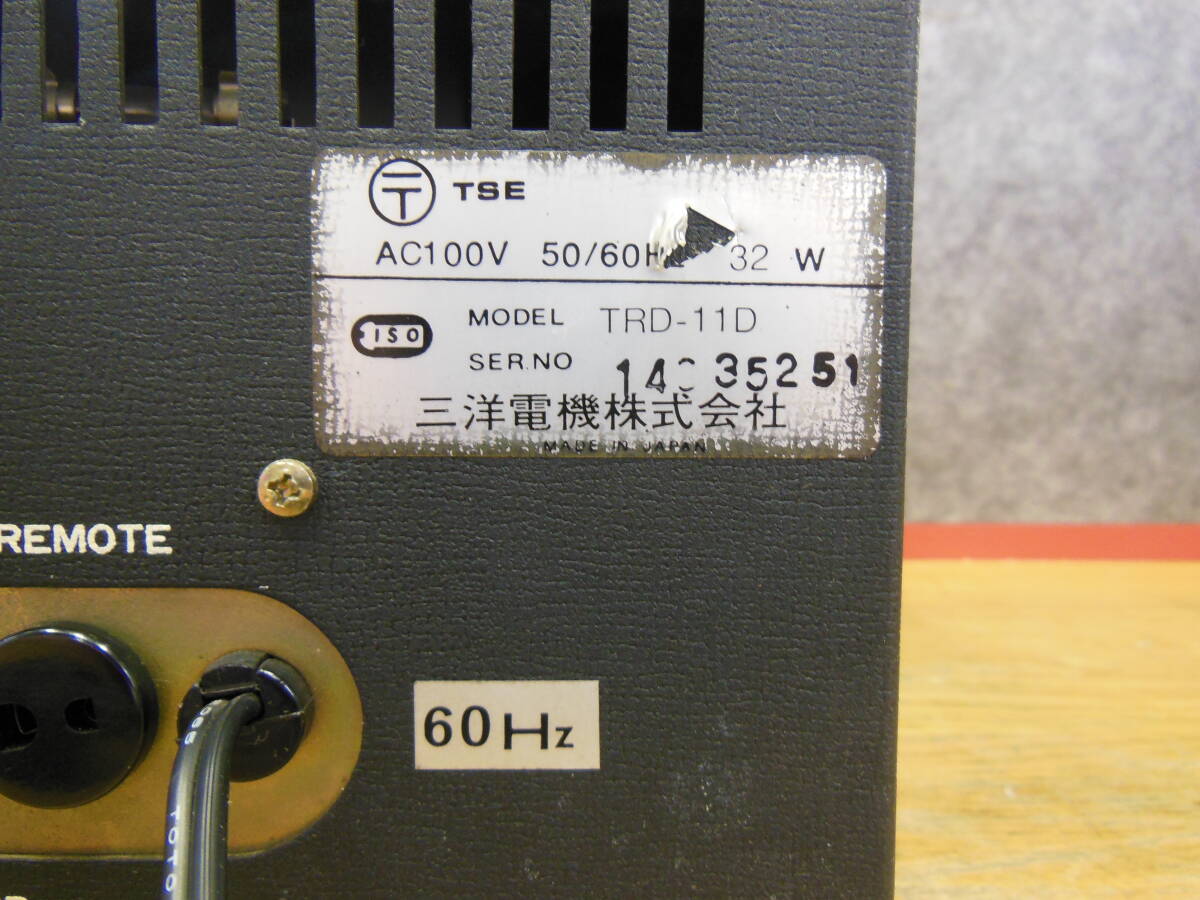 TSE
AC100V 50/60Hz 32 W
MODEL TRD-11D
ISO
SER.NO
三洋電機株式会社
MADE IN JAPAN
REMOTE
60Hz